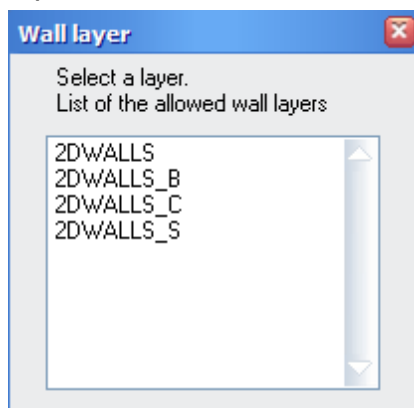 Wall layer
Select a layer.
List of the allowed wall layers
2DWALLS
2DWALLS_B
2DWALLS_C
2DWALLS_S